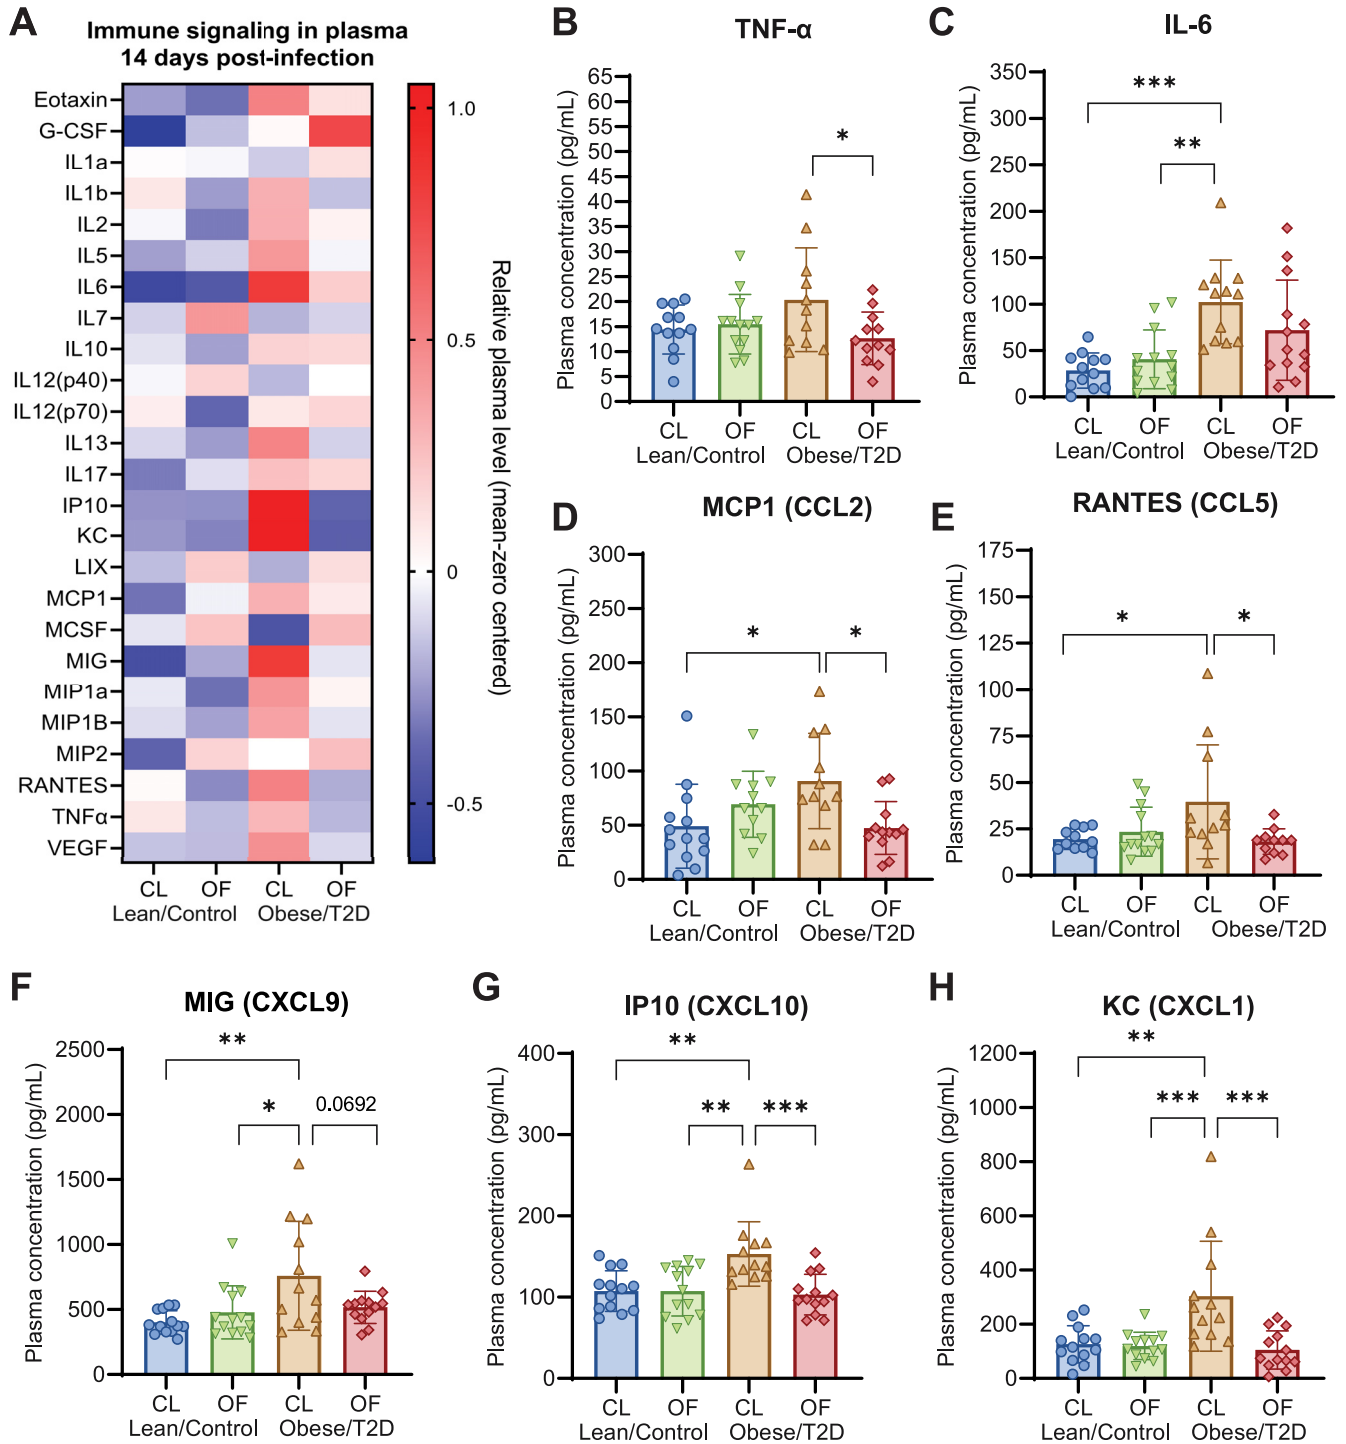 A
Immune signaling in plasma
14 days post-infection
Eotaxin
G-CSF
IL1a
IL1b
IL2
IL5
IL6
IL7
IL10
IL12(p40)
IL12(p70)
IL13
IL17
IP10
KC
LIX
MCP1
MCSF
MIG
MIP1a
MIP1B
MIP2
RANTES
TNFα
VEGF
CL OF CL OF
Lean/Control Obese/T2D
1.0
0.5
0
-0.5
Relative plasma level (mean-zero centered)
B
TNF-α
Plasma concentration (pg/mL)
65
60
55
50
45
40
35
30
25
20
15
10
5
0
*
CL OF CL OF
Lean/Control Obese/T2D
C
IL-6
Plasma concentration (pg/mL)
350
300
250
200
150
100
50
0
***
**
CL OF CL OF
Lean/Control Obese/T2D
D
MCP1 (CCL2)
Plasma concentration (pg/mL)
300
250
200
150
100
50
0
* *
CL OF CL OF
Lean/Control Obese/T2D
E
RANTES (CCL5)
Plasma concentration (pg/mL)
175
150
125
100
75
50
25
0
* *
CL OF CL OF
Lean/Control Obese/T2D
F
MIG (CXCL9)
Plasma concentration (pg/mL)
2500
2000
1500
1000
500
0
**
* 0.0692
CL OF CL OF
Lean/Control Obese/T2D
G
IP10 (CXCL10)
Plasma concentration (pg/mL)
400
300
200
100
0
**
** ***
CL OF CL OF
Lean/Control Obese/T2D
H
KC (CXCL1)
Plasma concentration (pg/mL)
1200
1000
800
600
400
200
0
**
*** ***
CL OF CL OF
Lean/Control Obese/T2D